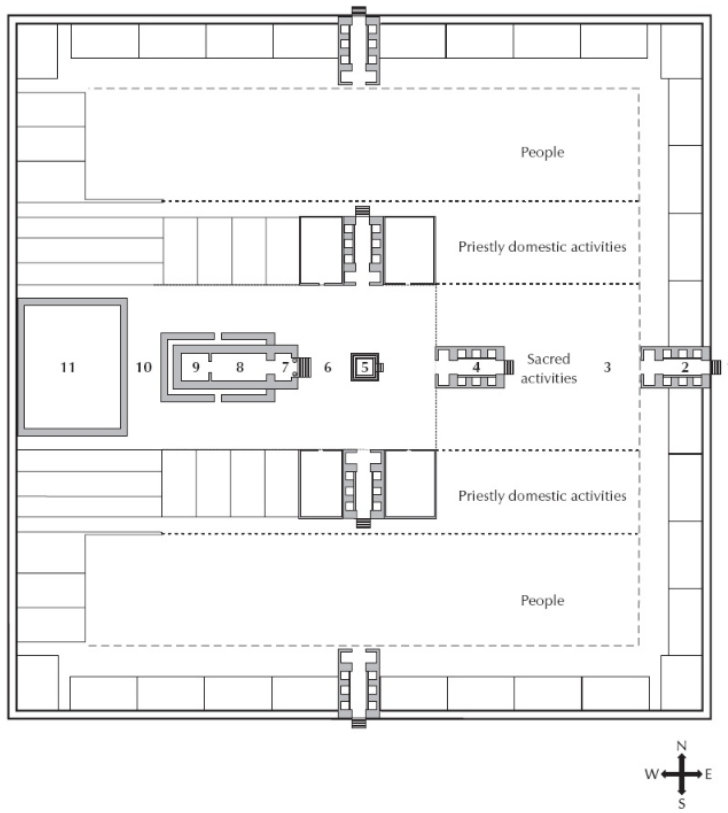 People
Priestly domestic activities
11
10
9
8
7
6
5
4
Sacred
activities
3
2
Priestly domestic activities
People
N
W
E
S